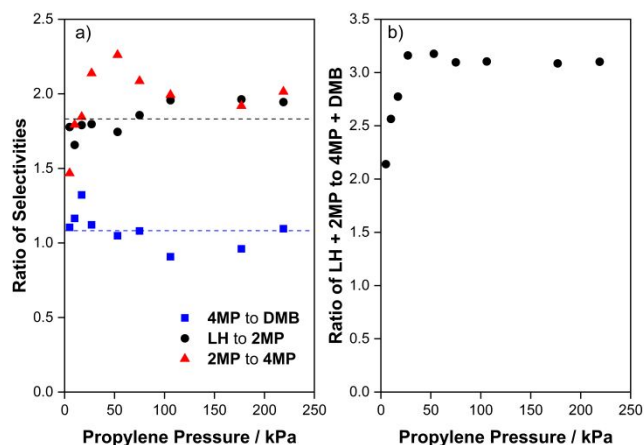 a)
Ratio of Selectivities
2.5
2.0
1.5
1.0
0.5
0.0
4MP to DMB
LH to 2MP
2MP to 4MP
0 50 100 150 200 250
Propylene Pressure / kPa
b)
Ratio of LH + 2MP to 4MP + DMB
3.5
3.0
2.5
2.0
1.5
1.0
0.5
0.0
0 50 100 150 200 250
Propylene Pressure / kPa